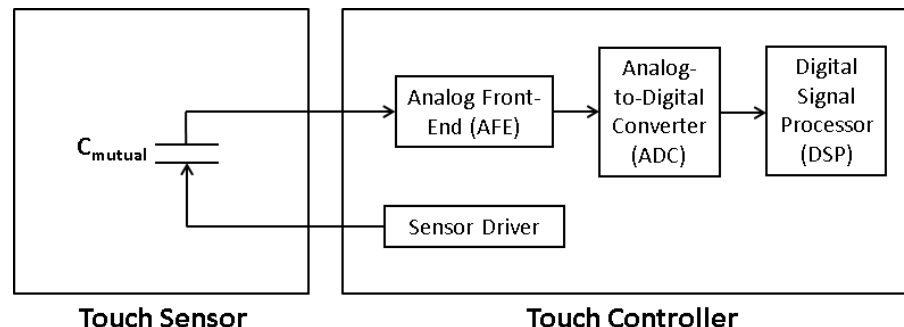 Analog Front-
End (AFE)
Analog-
to-Digital
Converter
(ADC)
Digital
Signal
Processor
(DSP)
Cmutual
Sensor Driver
Touch Sensor
Touch Controller